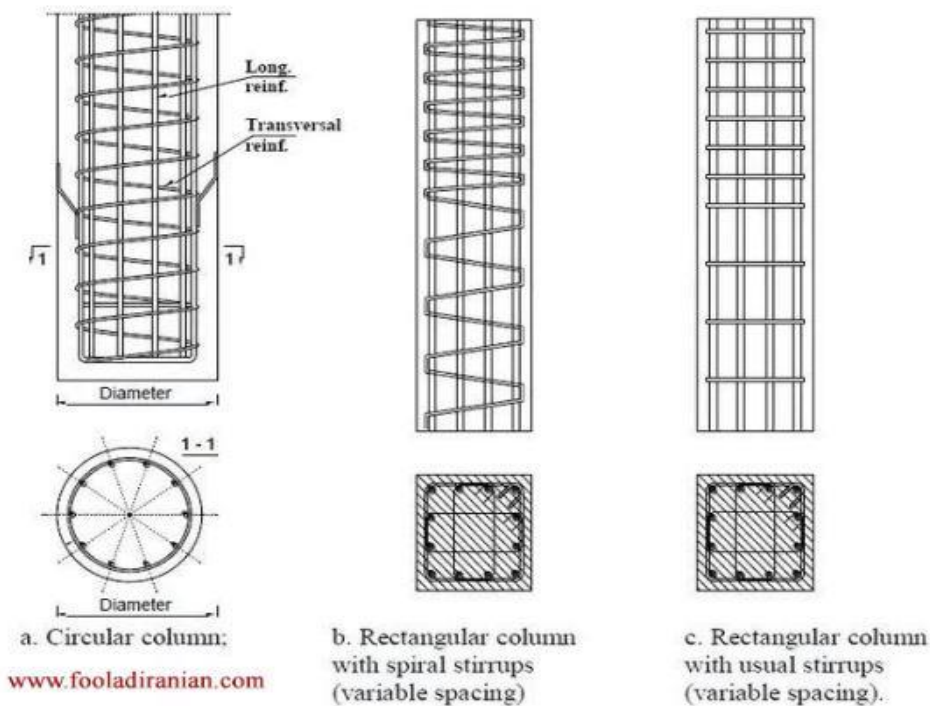 Long.
reinf.
Transversal
reinf.
1
1
Diameter
1 - 1
Diameter
a. Circular column;
www.fooladiranian.com
b. Rectangular column
with spiral stirrups
(variable spacing)
c. Rectangular column
with usual stirrups
(variable spacing).